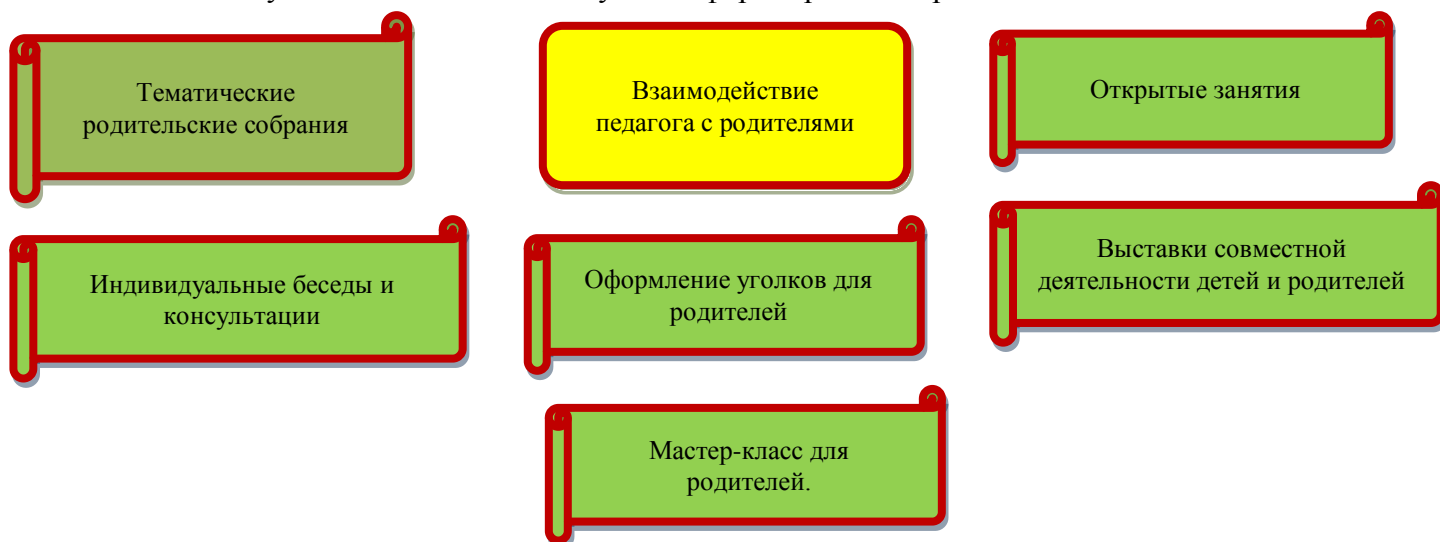 Тематические
родительские собрания
Взаимодействие
педагога с родителями
Открытые занятия
Индивидуальные беседы и
консультации
Оформление уголков для
родителей
Выставки совместной
деятельности детей и родителей
Мастер-класс для
родителей.